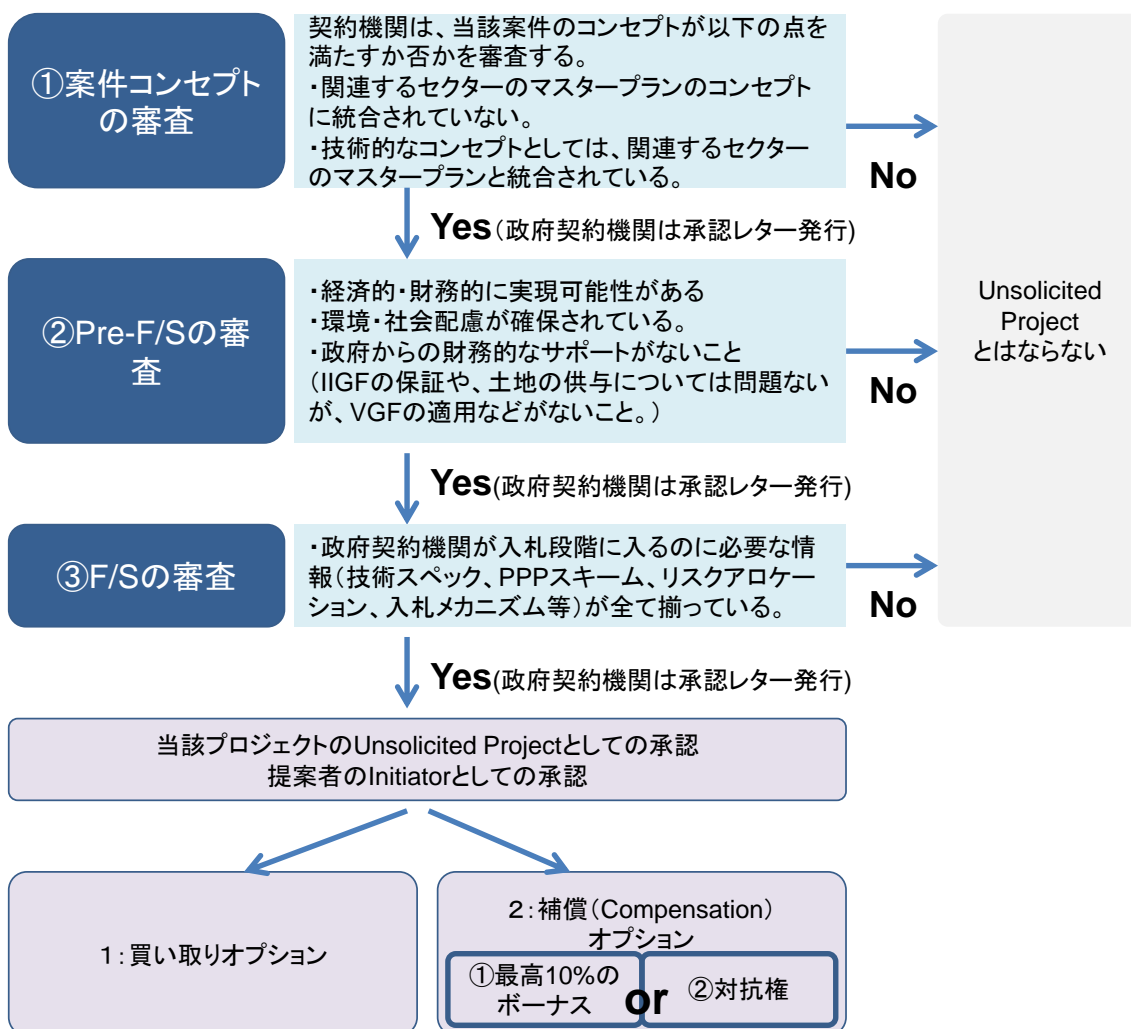 ①案件コンセプト
の審査
契約機関は、当該案件のコンセプトが以下の点を
満たすか否かを審査する。
・関連するセクターのマスタープランのコンセプト
に統合されていない。
・技術的なコンセプトとしては、関連するセクター
のマスタープランと統合されている。
No
Yes（政府契約機関は承認レター発行)
②Pre-F/Sの審
査
・経済的・財務的に実現可能性がある
・環境・社会配慮が確保されている。
・政府からの財務的なサポートがないこと
（IIGFの保証や、土地の供与については問題ない
が、VGFの適用などがないこと。）
No
Unsolicited
Project
とはならない
Yes(政府契約機関は承認レター発行)
③F/Sの審査
・政府契約機関が入札段階に入るのに必要な情
報（技術スペック、PPPスキーム、リスクアロケー
ション、入札メカニズム等）が全て揃っている。
No
Yes(政府契約機関は承認レター発行)
当該プロジェクトのUnsolicited Projectとしての承認
提案者のInitiatorとしての承認
１：買い取りオプション
２：補償（Compensation）
オプション
①最高10%の
ボーナス
or
②対抗権